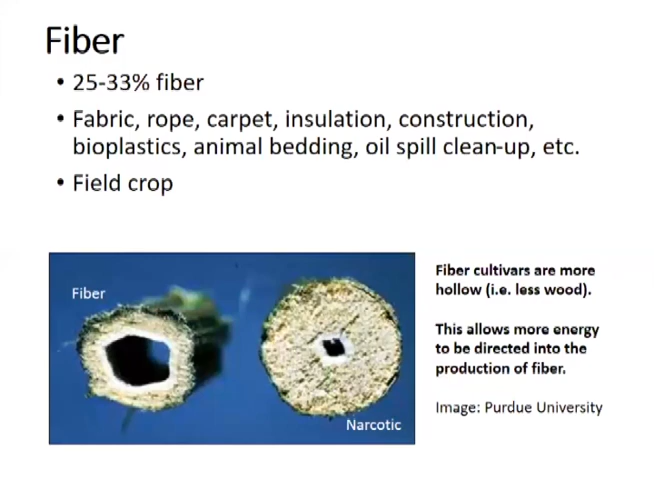 Fiber
• 25-33% fiber
• Fabric, rope, carpet, insulation, construction,
bioplastics, animal bedding, oil spill clean-up, etc.
• Field crop
Fiber
Narcotic
Fiber cultivars are more
hollow (i.e. less wood).
This allows more energy
to be directed into the
production of fiber.
Image: Purdue University